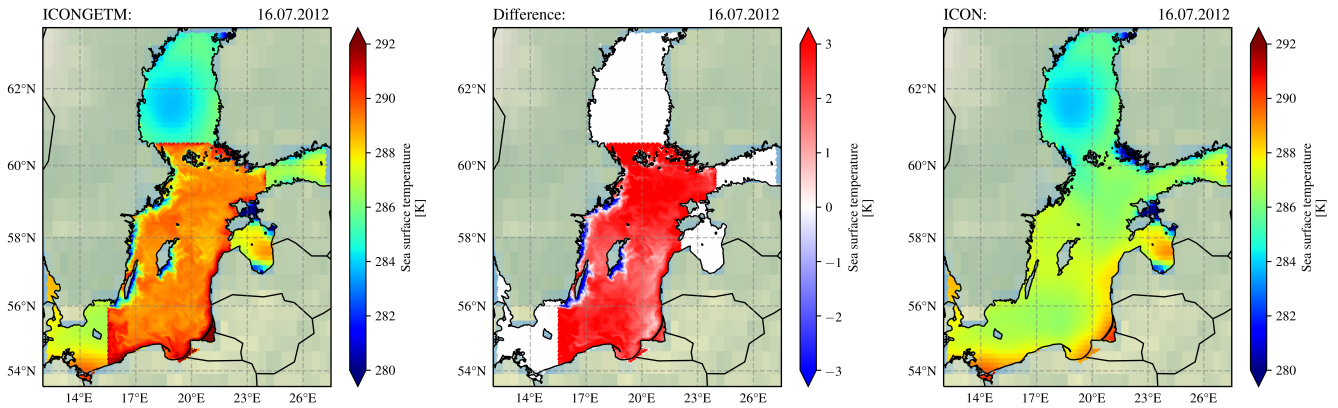 ICONGETM: 16.07.2012
62°N
60°N
58°N
56°N
54°N
14°E 17°E 20°E 23°E 26°E
292
290
288
286
284
282
280
Sea surface temperature
[K]
Difference: 16.07.2012
62°N
60°N
58°N
56°N
54°N
14°E 17°E 20°E 23°E 26°E
3
2
1
0
−1
−2
−3
Sea surface temperature
[K]
ICON: 16.07.2012
62°N
60°N
58°N
56°N
54°N
14°E 17°E 20°E 23°E 26°E
292
290
288
286
284
282
280
Sea surface temperature
[K]